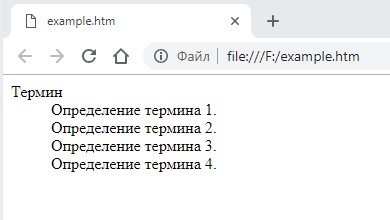 example.htm
Файл file:///F:/example.htm
Термин
Определение термина 1.
Определение термина 2.
Определение термина 3.
Определение термина 4.